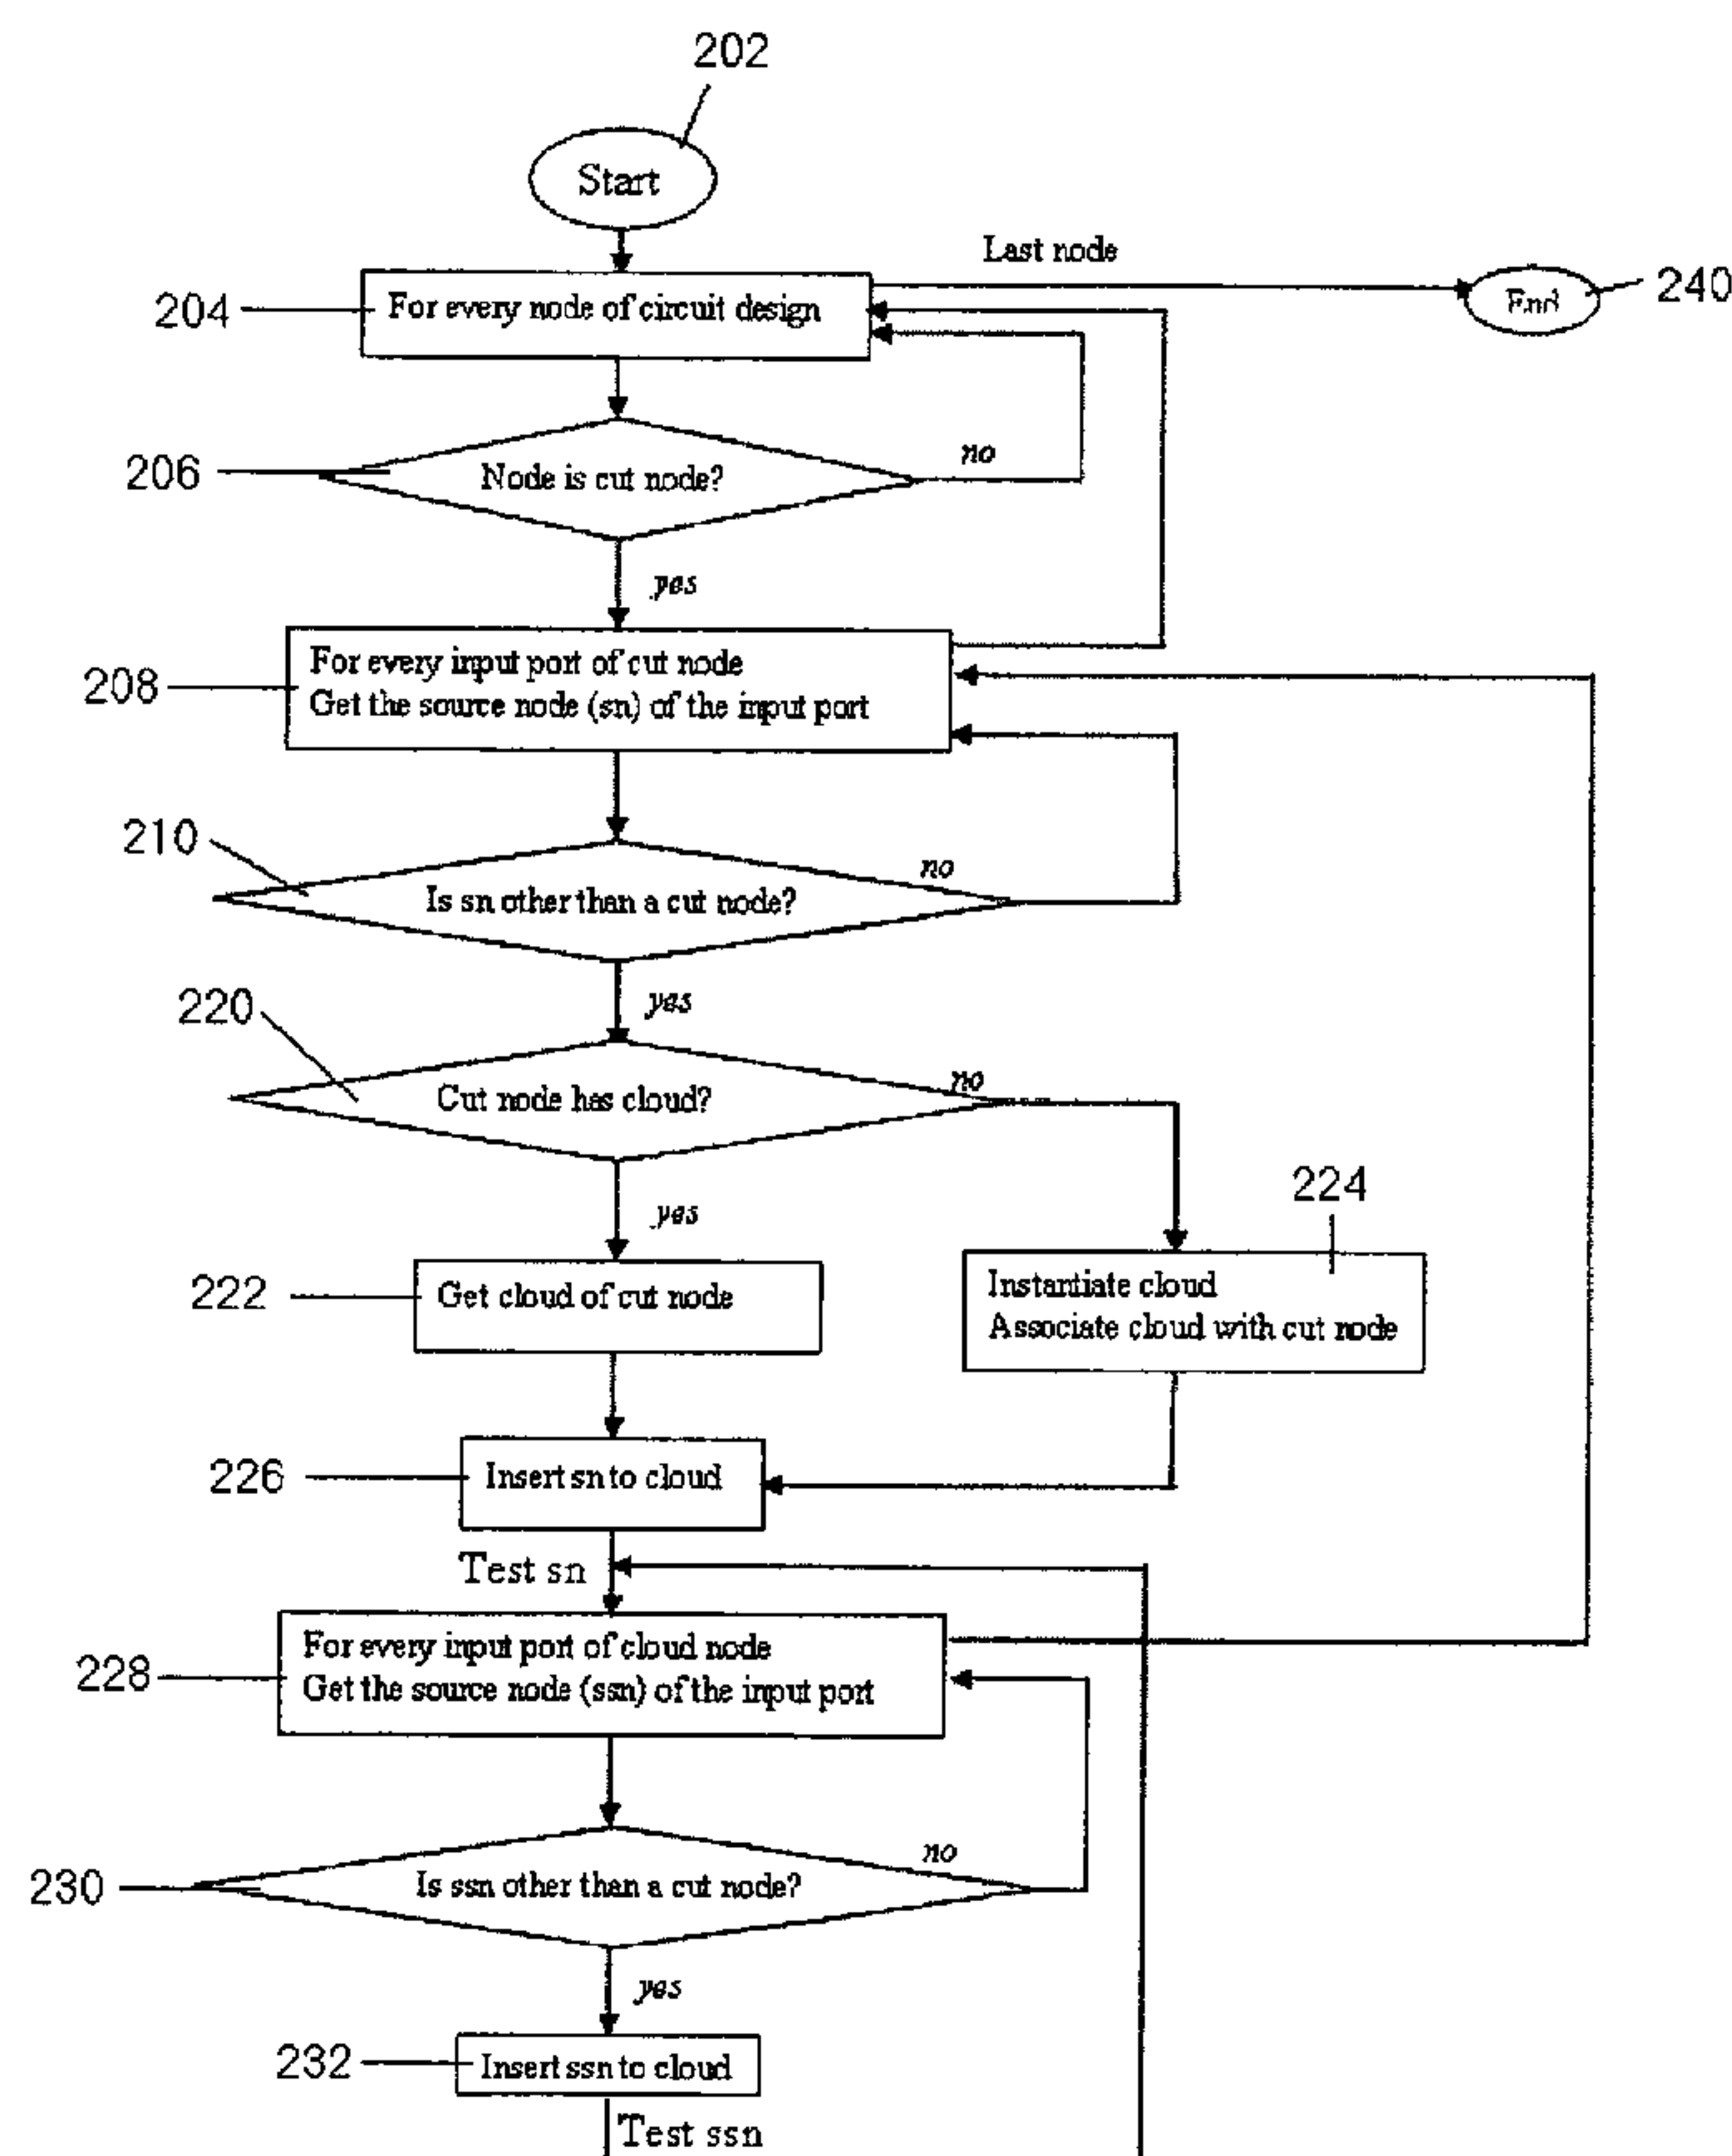 202
Start
Last node
End
240
204
For every node of circuit design
206
Node is cut node?
no
yes
208
For every input port of cut node
Get the source node (sn) of the input port
210
Is sn other than a cut node?
no
yes
220
Cut node has cloud?
no
yes
224
222
Get cloud of cut node
Instantiate cloud
Associate cloud with cut node
226
Insert sn to cloud
Test sn
228
For every input port of cloud node
Get the source node (ssn) of the input port
230
Is ssn other than a cut node?
no
yes
232
Insert ssn to cloud
Test ssn